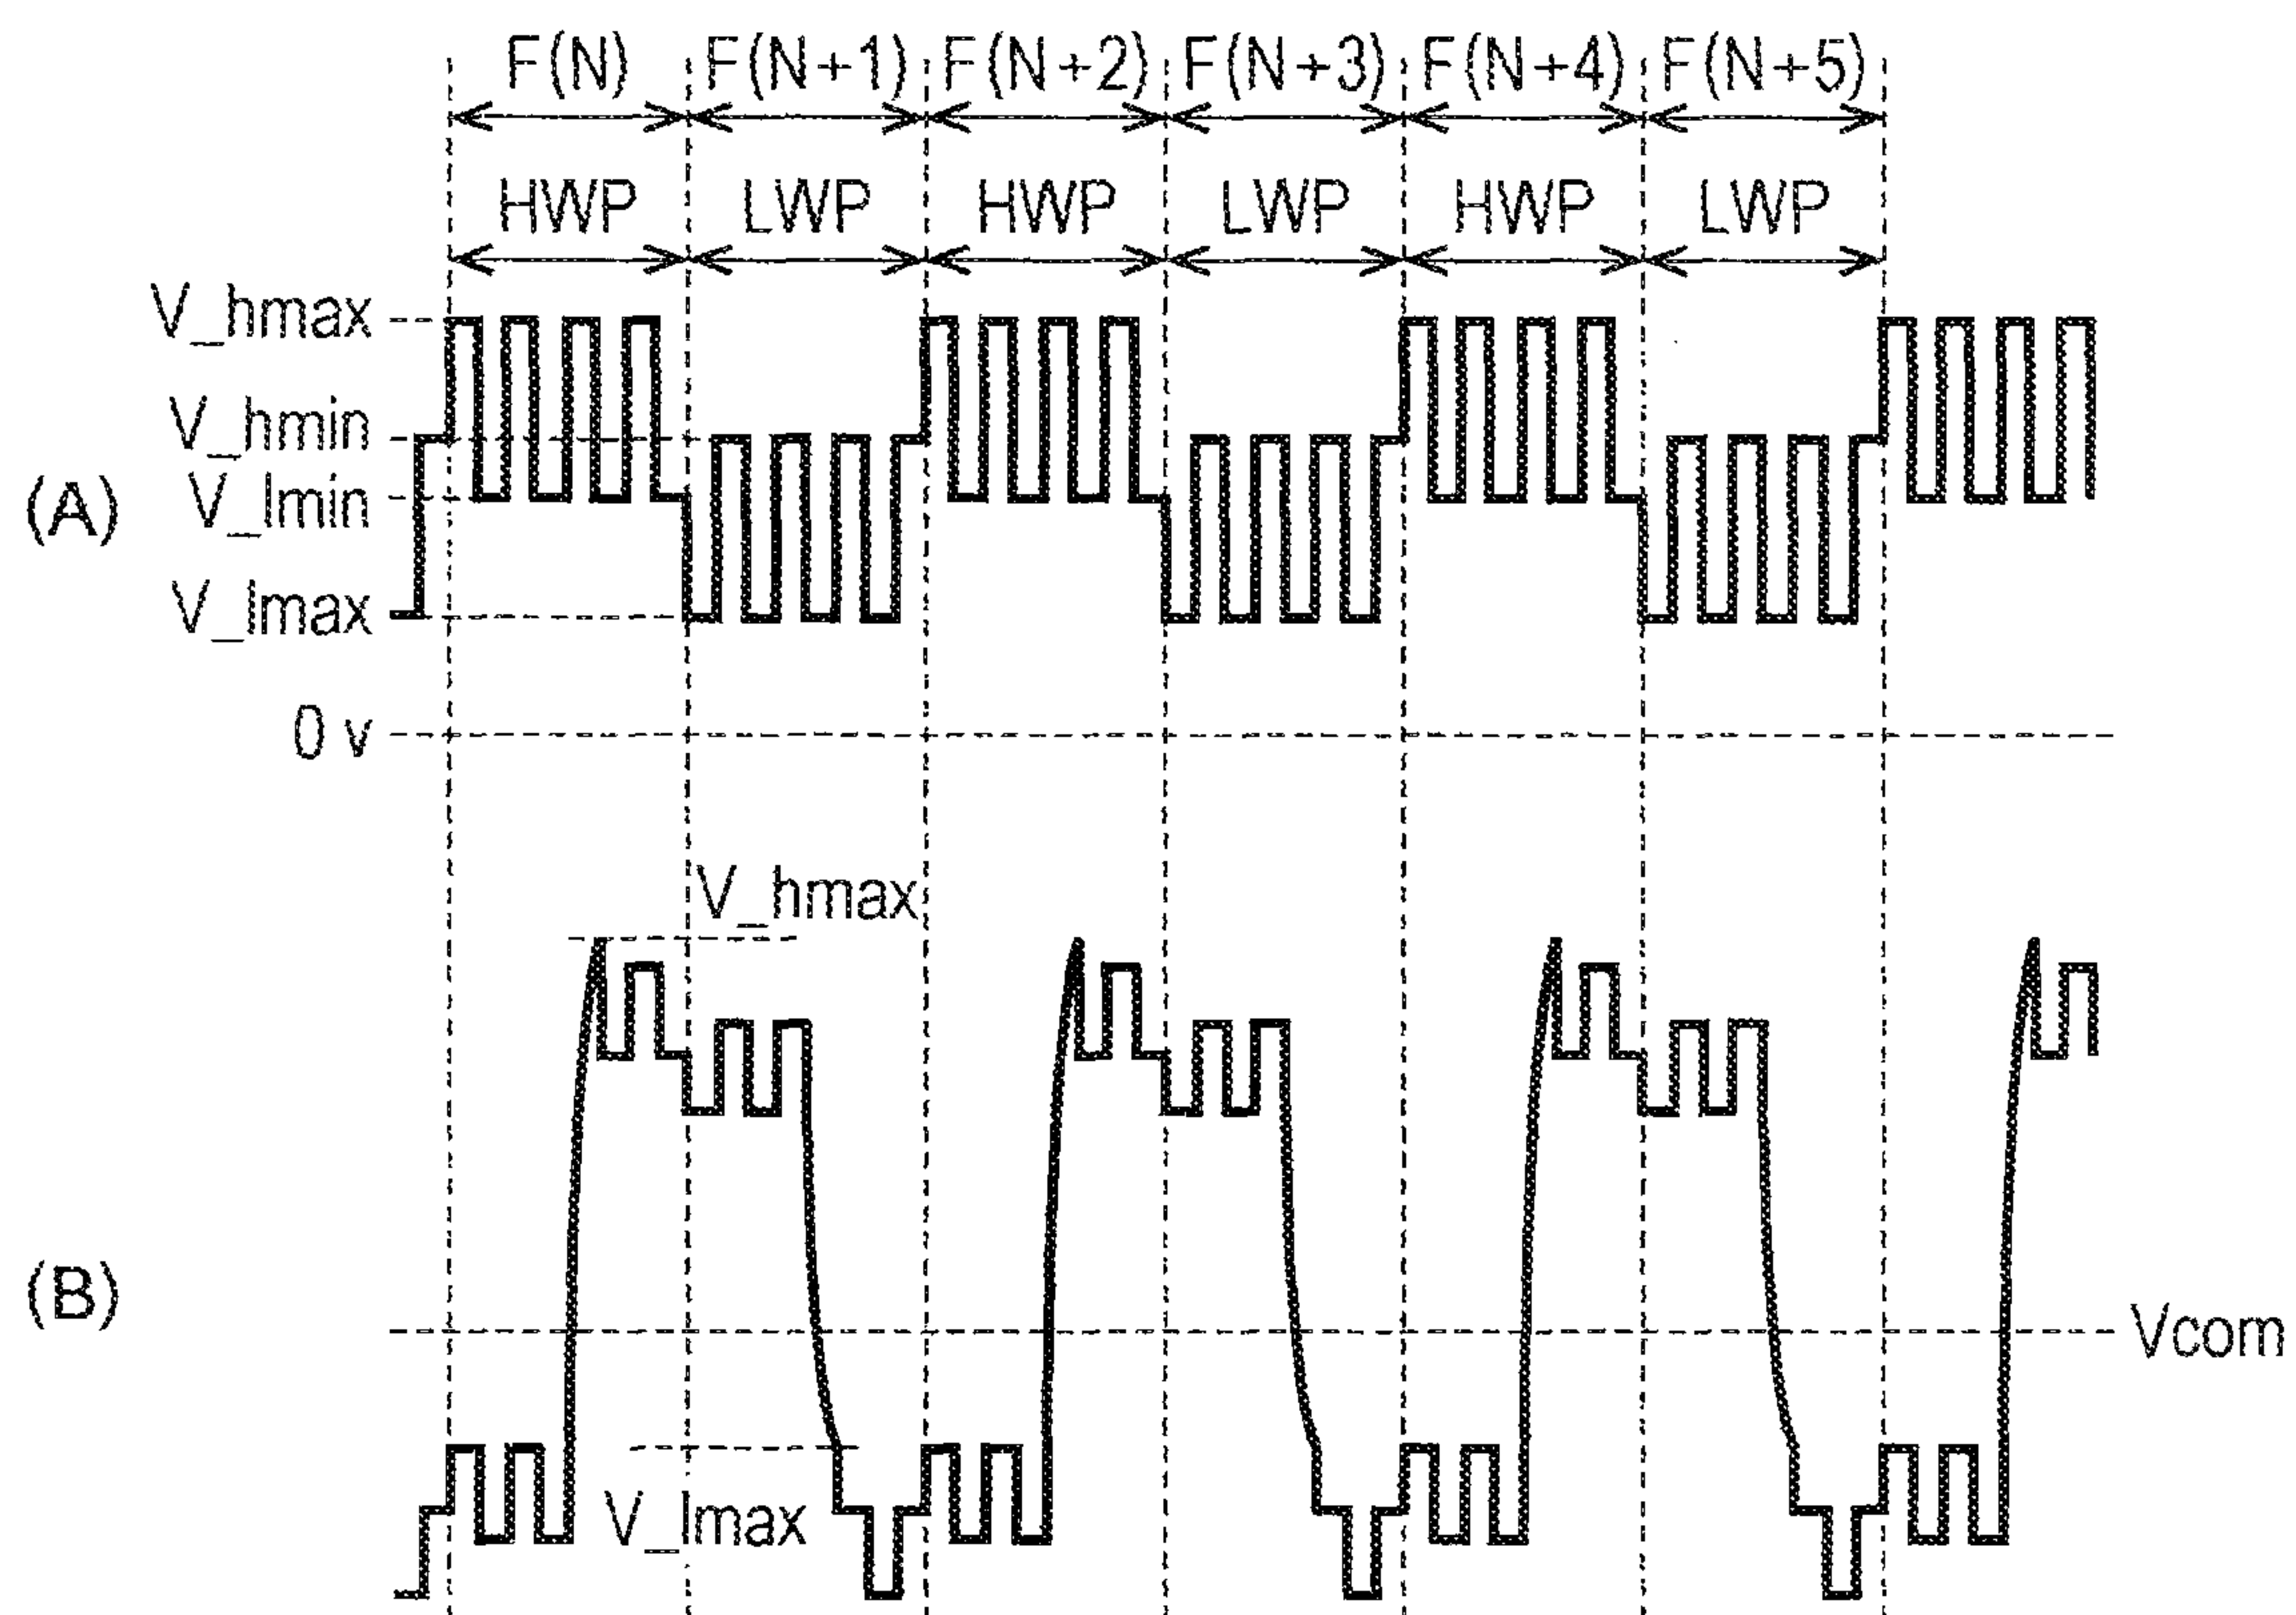 F(N) F(N+1) F(N+2) F(N+3) F(N+4) F(N+5)
HWP LWP HWP LWP HWP LWP
V_hmax
V_hmin
(A) V_lmin
V_lmax
0 v
V_hmax
(B)
Vcom
V_lmax